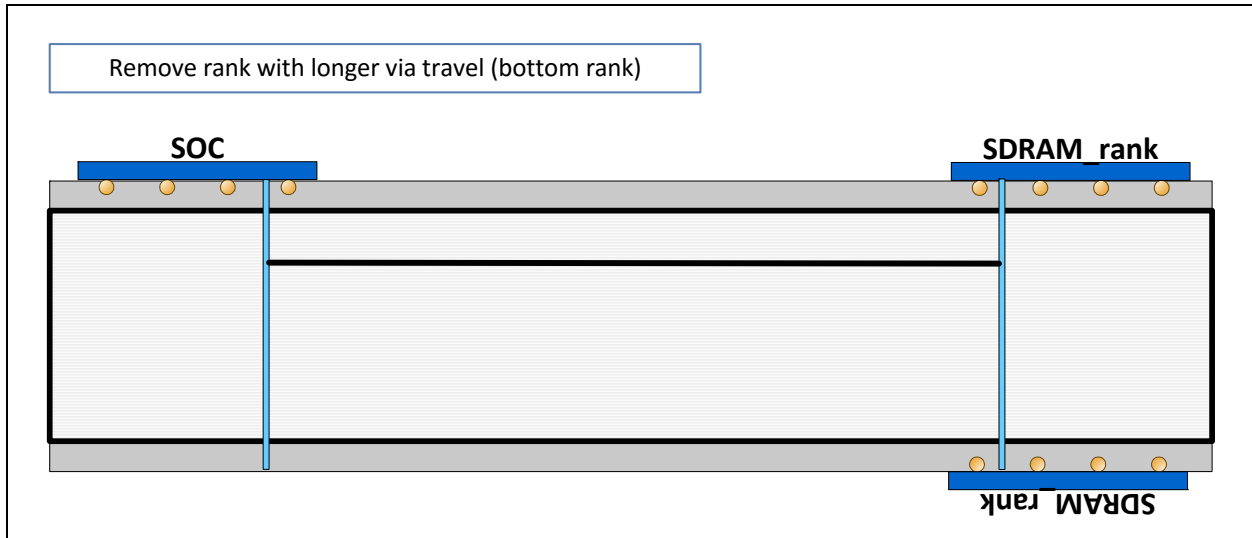 Remove rank with longer via travel (bottom rank)
SOC
SDRAM_rank
SDRAM_rank